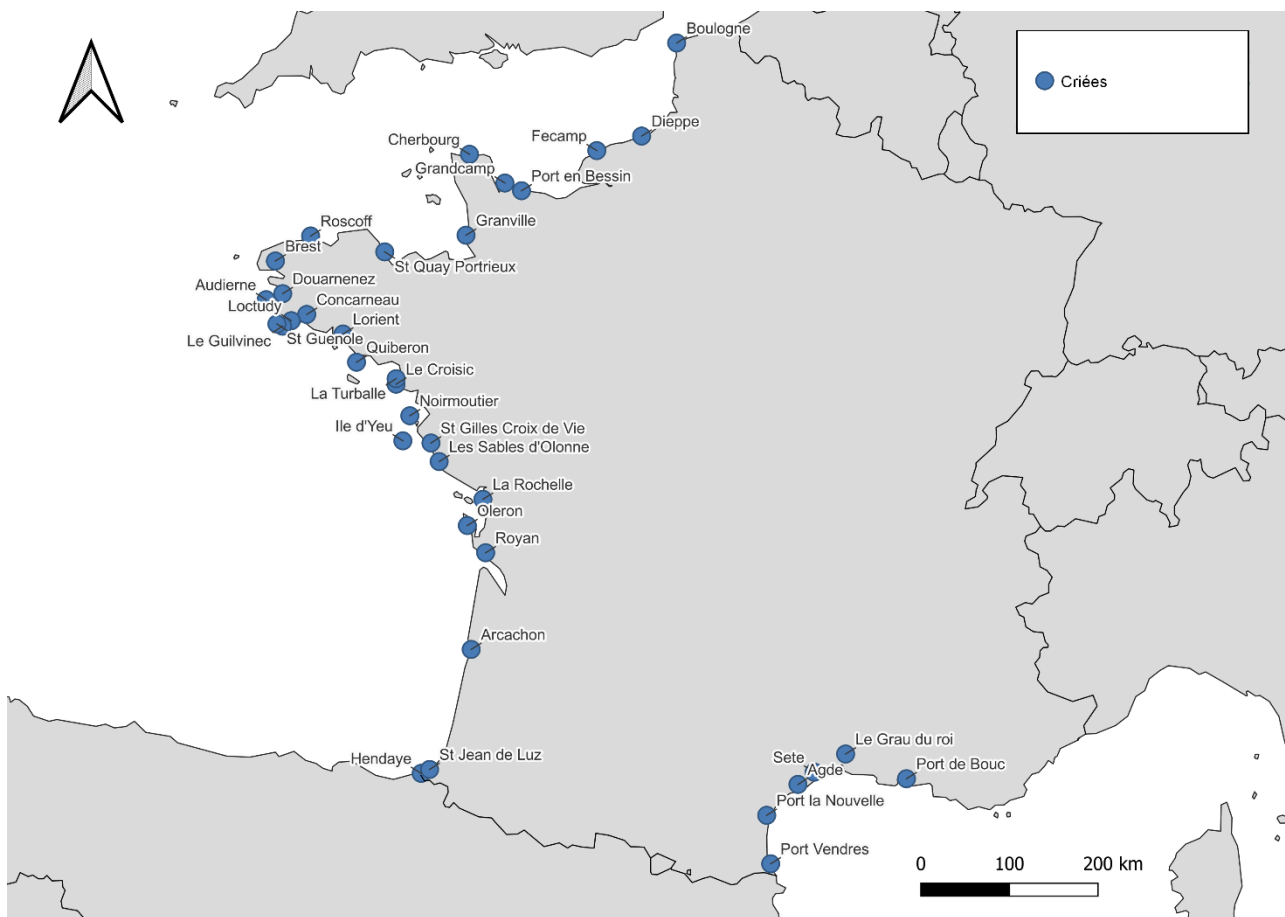 Boulogne
Criées
Dieppe
Fecamp
Cherbourg
Grandcamp
Port en Bessin
Roscoff
Granville
Brest
St Quay Portrieux
Douarnenez
Audierne
Concarneau
Loctudy
Lorient
Le Guilvinec
St Guenole
Quiberon
Le Croisic
La Turballe
Noirmoutier
Ile d'Yeu
St Gilles Croix de Vie
Les Sables d'Olonne
La Rochelle
Oleron
Royan
Arcachon
Le Grau du roi
St Jean de Luz
Hendaye
Sete
Agde
Port de Bouc
Port la Nouvelle
Port Vendres
0 100 200 km